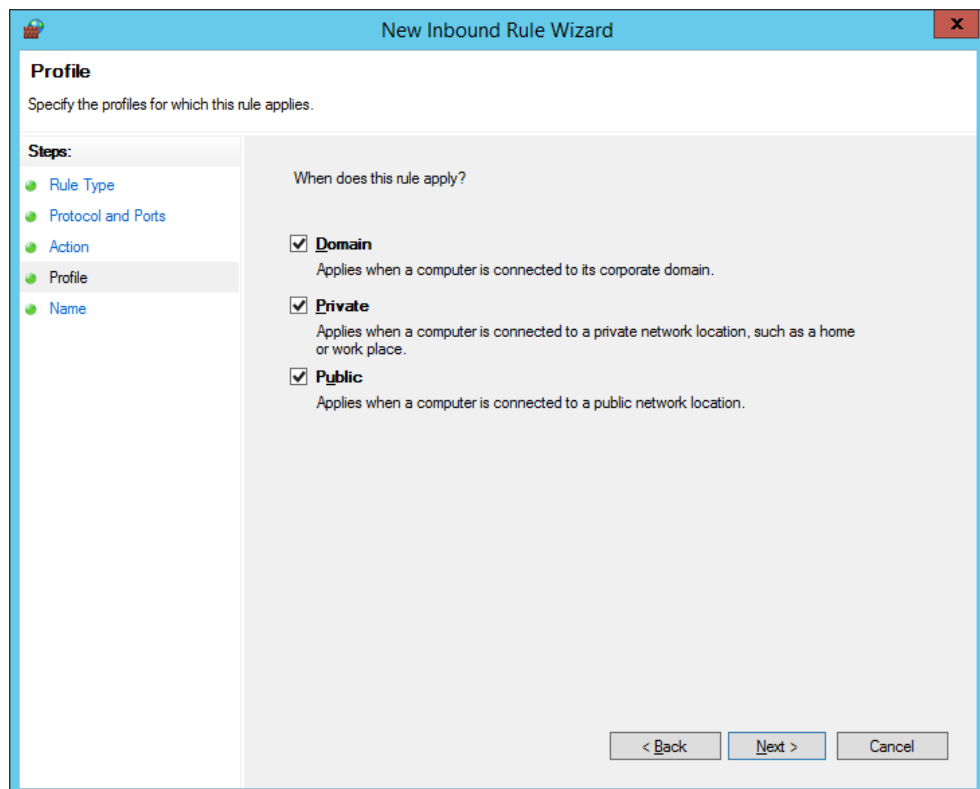 New Inbound Rule Wizard
x
Profile
Specify the profiles for which this rule applies.
Steps:
Rule Type
Protocol and Ports
Action
Profile
Name
When does this rule apply?
Domain
Applies when a computer is connected to its corporate domain.
Private
Applies when a computer is connected to a private network location, such as a home
or work place.
Public
Applies when a computer is connected to a public network location.
< Back
Next >
Cancel